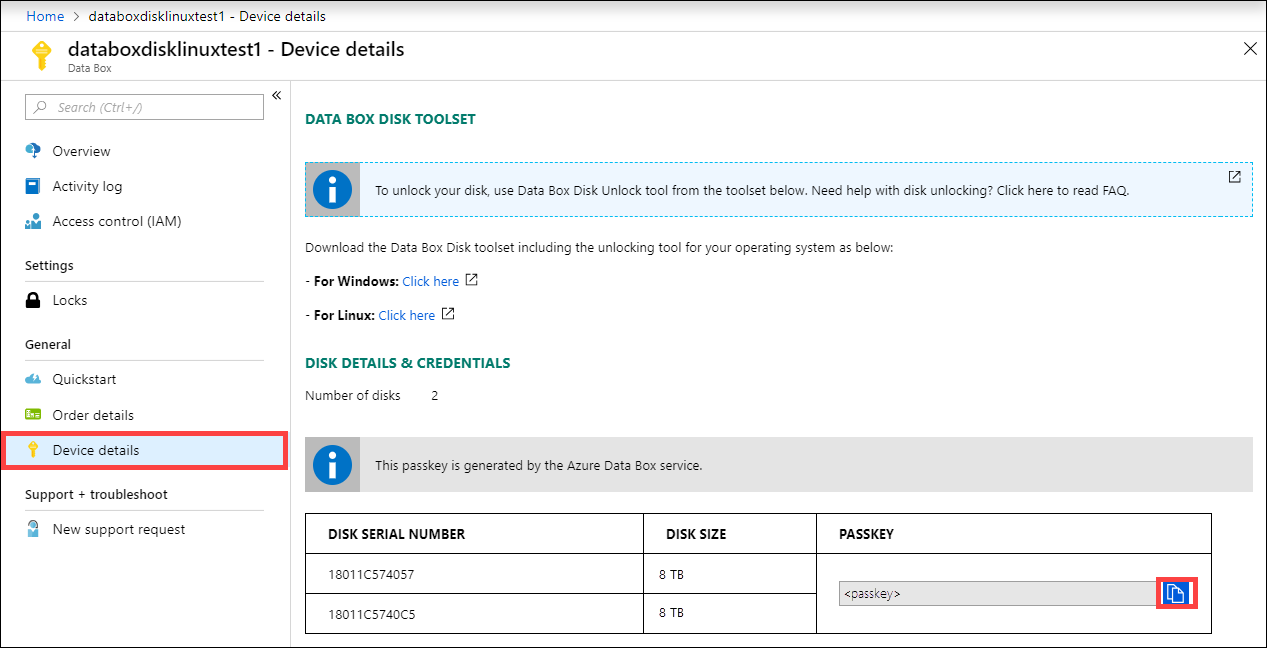 Home > databoxdisklinuxtest1 - Device details
databoxdisklinuxtest1 - Device details
Data Box
Search (Ctrl+/)
Overview
Activity log
Access control (IAM)
Settings
Locks
General
Quickstart
Order details
Device details
Support + troubleshoot
New support request
DATA BOX DISK TOOLSET
To unlock your disk, use Data Box Disk Unlock tool from the toolset below. Need help with disk unlocking? Click here to read FAQ.
Download the Data Box Disk toolset including the unlocking tool for your operating system as below:
- For Windows: Click here
- For Linux: Click here
DISK DETAILS & CREDENTIALS
Number of disks 2
This passkey is generated by the Azure Data Box service.
DISK SERIAL NUMBER DISK SIZE PASSKEY
18011C574057 8 TB
<passkey>
18011C5740C5 8 TB